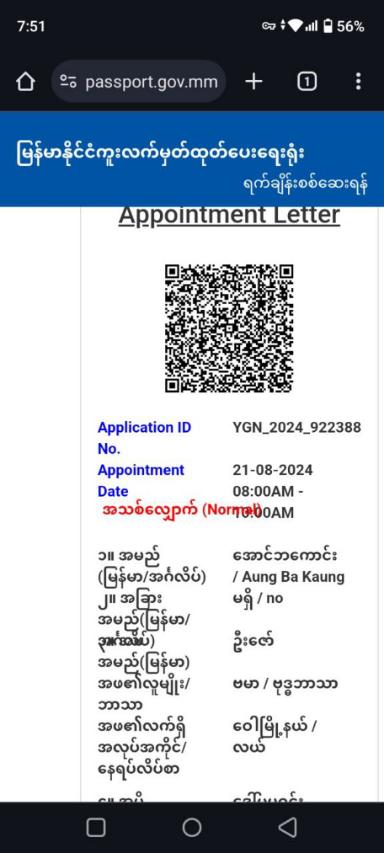 7:51
56%
passport.gov.mm
1
မြန်မာနိုင်ငံကူးလက်မှတ်ထုတ်ပေးရေးရုံး
ရက်ချိန်းစစ်ဆေးရန်
Appointment Letter
Application ID No. YGN_2024_922388
Appointment Date 21-08-2024 08:00AM - 10:00AM
အသစ်လျှောက် (Normal)
၁။ အမည် (မြန်မာ/အင်္ဂလိပ်) အောင်ဘကောင်း / Aung Ba Kaung
၂။ အခြားအမည်(မြန်မာ/အင်္ဂလိပ်) မရှိ / no
အမည်(မြန်မာ) ဦးဇော်
အဖ၏လူမျိုး/ဘာသာ ဗမာ / ဗုဒ္ဓဘာသာ
အဖ၏လက်ရှိအလုပ်အကိုင်/နေရပ်လိပ်စာ ဝေါမြို့နယ် / လယ်